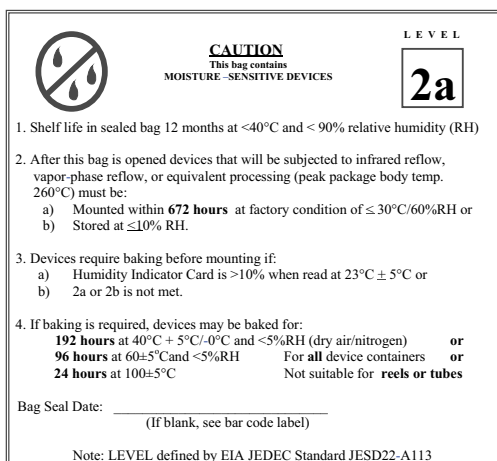 LEVEL
CAUTION
This bag contains
MOISTURE –SENSITIVE DEVICES
2a
1. Shelf life in sealed bag 12 months at <40°C and < 90% relative humidity (RH)
2. After this bag is opened devices that will be subjected to infrared reflow,
vapor-phase reflow, or equivalent processing (peak package body temp.
260°C) must be:
a) Mounted within 672 hours at factory condition of ≤ 30°C/60%RH or
b) Stored at ≤10% RH.
3. Devices require baking before mounting if:
a) Humidity Indicator Card is >10% when read at 23°C ± 5°C or
b) 2a or 2b is not met.
4. If baking is required, devices may be baked for:
192 hours at 40°C + 5°C/-0°C and <5%RH (dry air/nitrogen) or
96 hours at 60±5°Cand <5%RH For all device containers or
24 hours at 100±5°C Not suitable for reels or tubes
Bag Seal Date: ______________________________
(If blank, see bar code label)
Note: LEVEL defined by EIA JEDEC Standard JESD22-A113